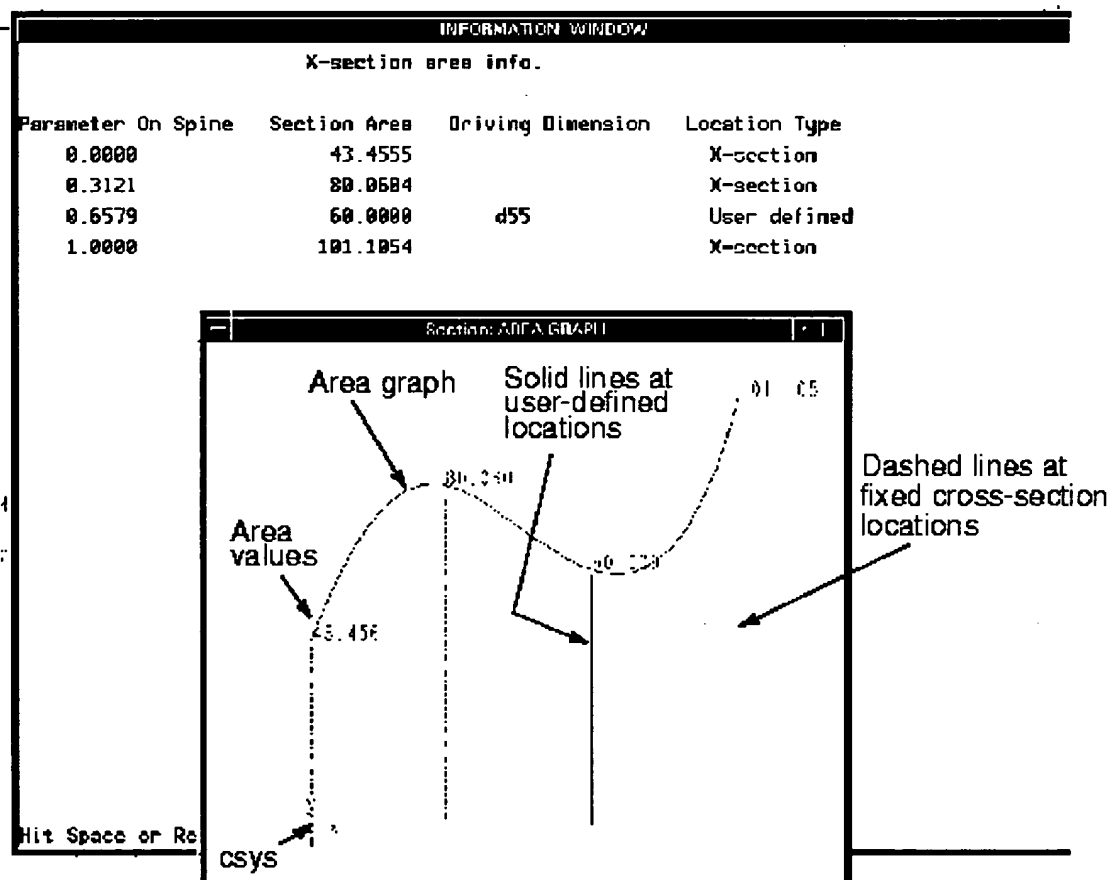 INFORMATION WINDOW
X-section area info.
Parameter On Spine Section Area Driving Dimension Location Type
0.0000 43.4555 X-section
0.3121 80.0604 X-section
0.6579 60.0000 d55 User defined
1.0000 101.1054 X-section
Section: AREA GRAPH
Area graph
Solid lines at
user-defined
locations
Dashed lines at
fixed cross-section
locations
Area
values
csys
Hit Space or Re